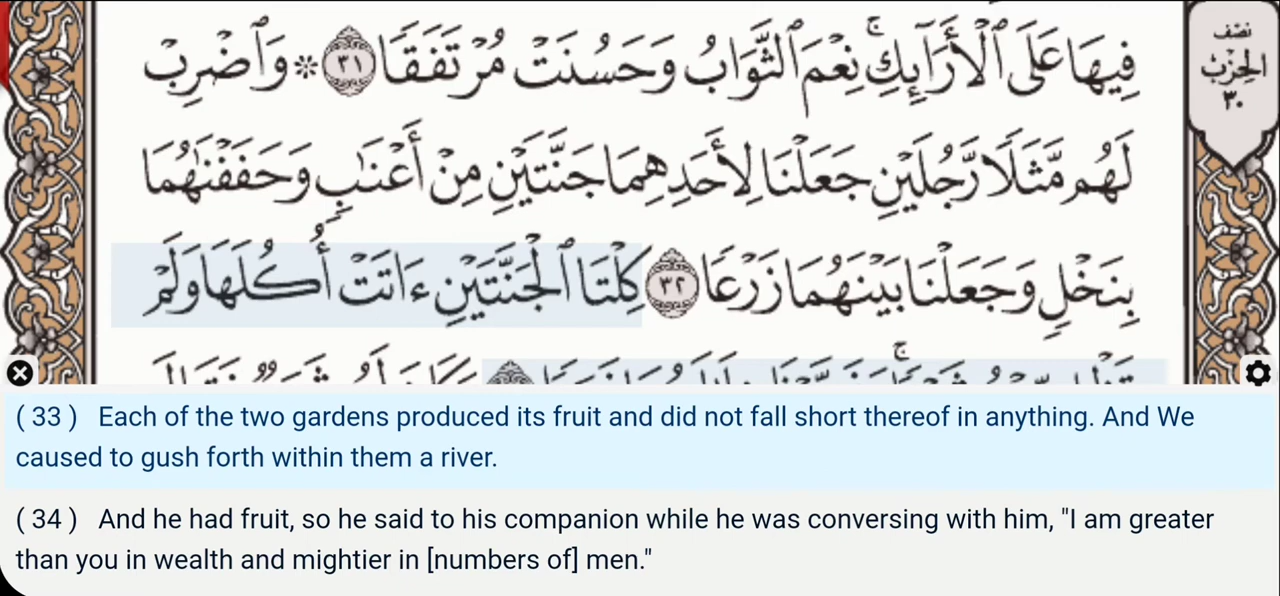 فِيهَا عَلَى ٱلْأَرَآئِكِ ۚ نِعْمَ ٱلثَّوَابُ وَحَسُنَتْ مُرْتَفَقًا ٣١ ۞ وَٱضْرِبْ
نصف
الحزب
٣٠
لَهُم مَّثَلًا رَّجُلَيْنِ جَعَلْنَا لِأَحَدِهِمَا جَنَّتَيْنِ مِنْ أَعْنَٰبٍ وَحَفَفْنَٰهُمَا
بِنَخْلٍ وَجَعَلْنَا بَيْنَهُمَا زَرْعًا ٣٢ كِلْتَا ٱلْجَنَّتَيْنِ ءَاتَتْ أُكُلَهَا وَلَمْ
( 33 ) Each of the two gardens produced its fruit and did not fall short thereof in anything. And We
caused to gush forth within them a river.
( 34 ) And he had fruit, so he said to his companion while he was conversing with him, "I am greater
than you in wealth and mightier in [numbers of] men."